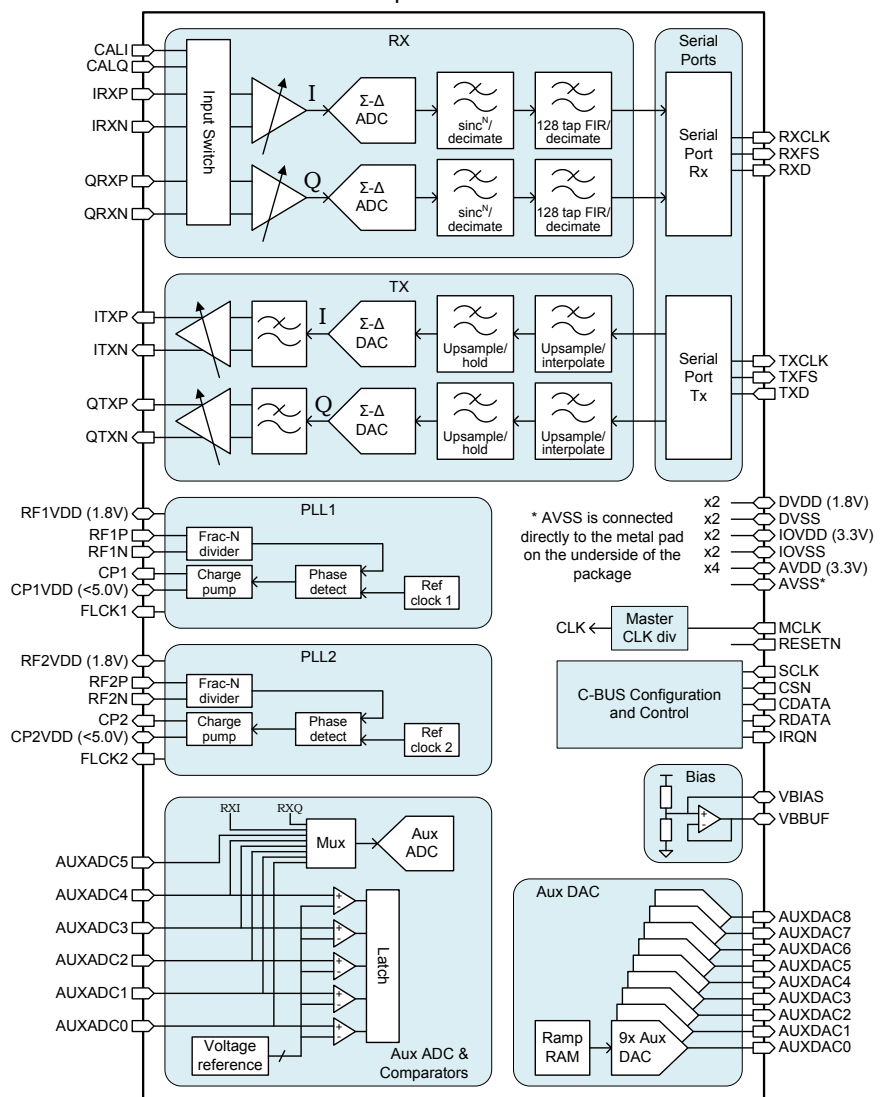 RX
Serial
Ports
CALI
CALQ
IRXP
IRXN
QRXP
QRXN
Input Switch
I
Σ-Δ
ADC
sincᴺ/
decimate
128 tap FIR/
decimate
Q
Σ-Δ
ADC
sincᴺ/
decimate
128 tap FIR/
decimate
Serial
Port
Rx
RXCLK
RXFS
RXD
TX
ITXP
ITXN
QTXP
QTXN
I
Σ-Δ
DAC
Upsample/
hold
Upsample/
interpolate
Q
Σ-Δ
DAC
Upsample/
hold
Upsample/
interpolate
Serial
Port
Tx
TXCLK
TXFS
TXD
PLL1
RF1VDD (1.8V)
RF1P
RF1N
CP1
CP1VDD (<5.0V)
FLCK1
Frac-N
divider
Charge
pump
Phase
detect
Ref
clock 1
* AVSS is connected
directly to the metal pad
on the underside of the
package
x2 DVDD (1.8V)
x2 DVSS
x2 IOVDD (3.3V)
x2 IOVSS
x4 AVDD (3.3V)
AVSS*
CLK
Master
CLK div
MCLK
RESETN
PLL2
RF2VDD (1.8V)
RF2P
RF2N
CP2
CP2VDD (<5.0V)
FLCK2
Frac-N
divider
Charge
pump
Phase
detect
Ref
clock 2
C-BUS Configuration
and Control
SCLK
CSN
CDATA
RDATA
IRQN
Bias
+
-
VBIAS
VBBUF
RXI
RXQ
Mux
Aux
ADC
AUXADC5
AUXADC4
AUXADC3
AUXADC2
AUXADC1
AUXADC0
+
-
+
-
+
-
+
-
+
-
Latch
Voltage
reference
Aux ADC &
Comparators
Aux DAC
Ramp
RAM
9x Aux
DAC
AUXDAC8
AUXDAC7
AUXDAC6
AUXDAC5
AUXDAC4
AUXDAC3
AUXDAC2
AUXDAC1
AUXDAC0